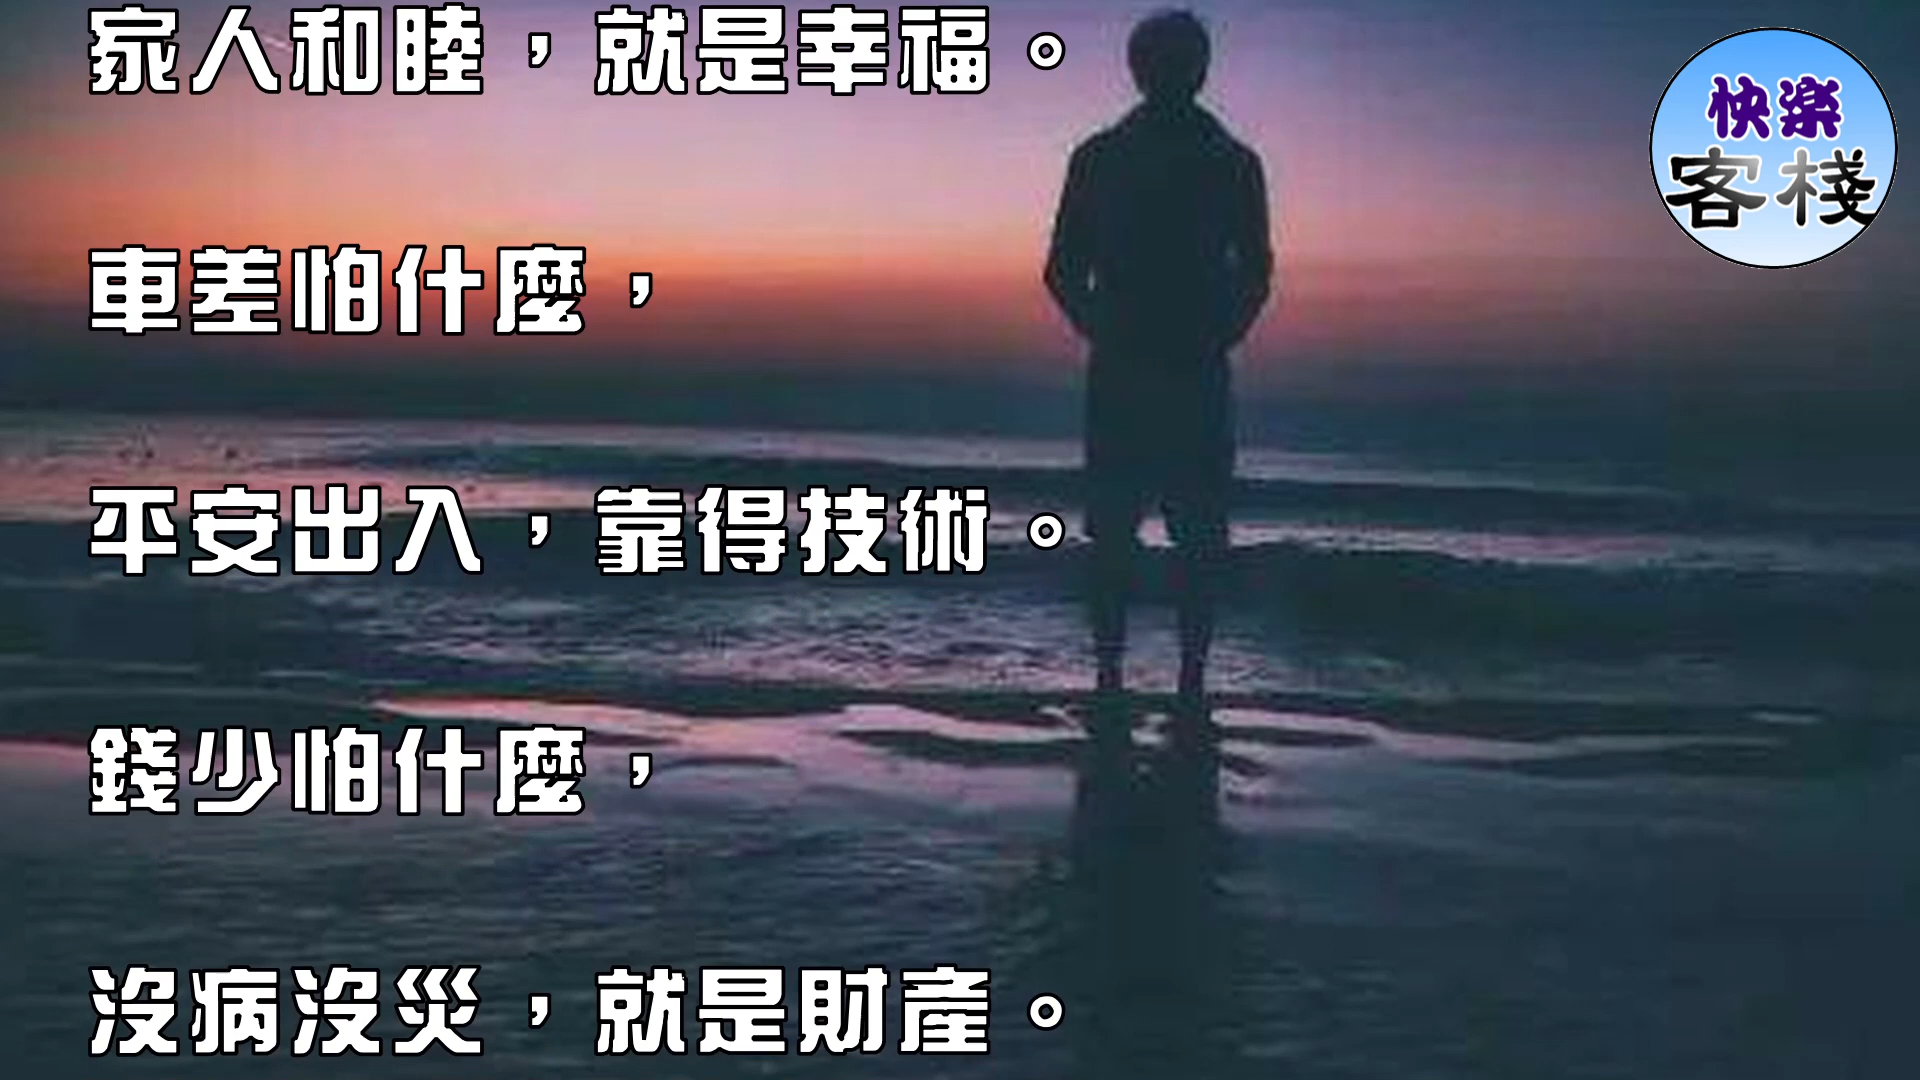 家人和睦，就是幸福。
車差怕什麼，
平安出入，靠得技術。
錢少怕什麼，
沒病沒災，就是財產。
快楽
客棧